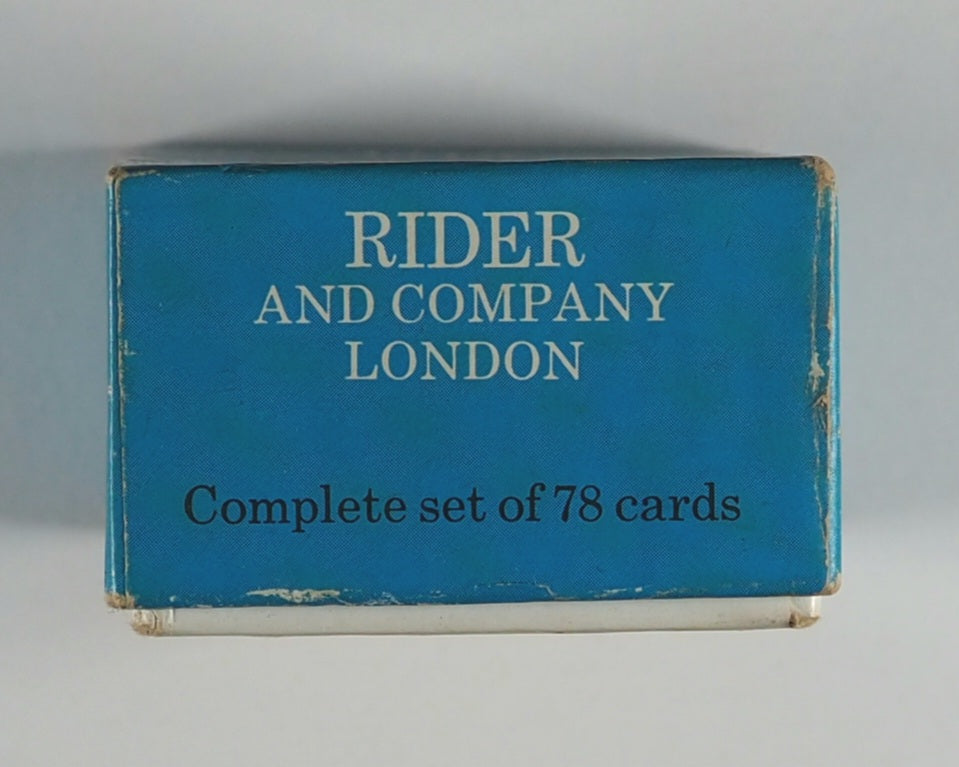 RIDER
AND COMPANY
LONDON
Complete set of 78 cards